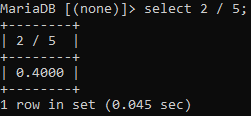 MariaDB [(none)]> select 2 / 5;
+--------+
| 2 / 5  |
+--------+
| 0.4000 |
+--------+
1 row in set (0.045 sec)